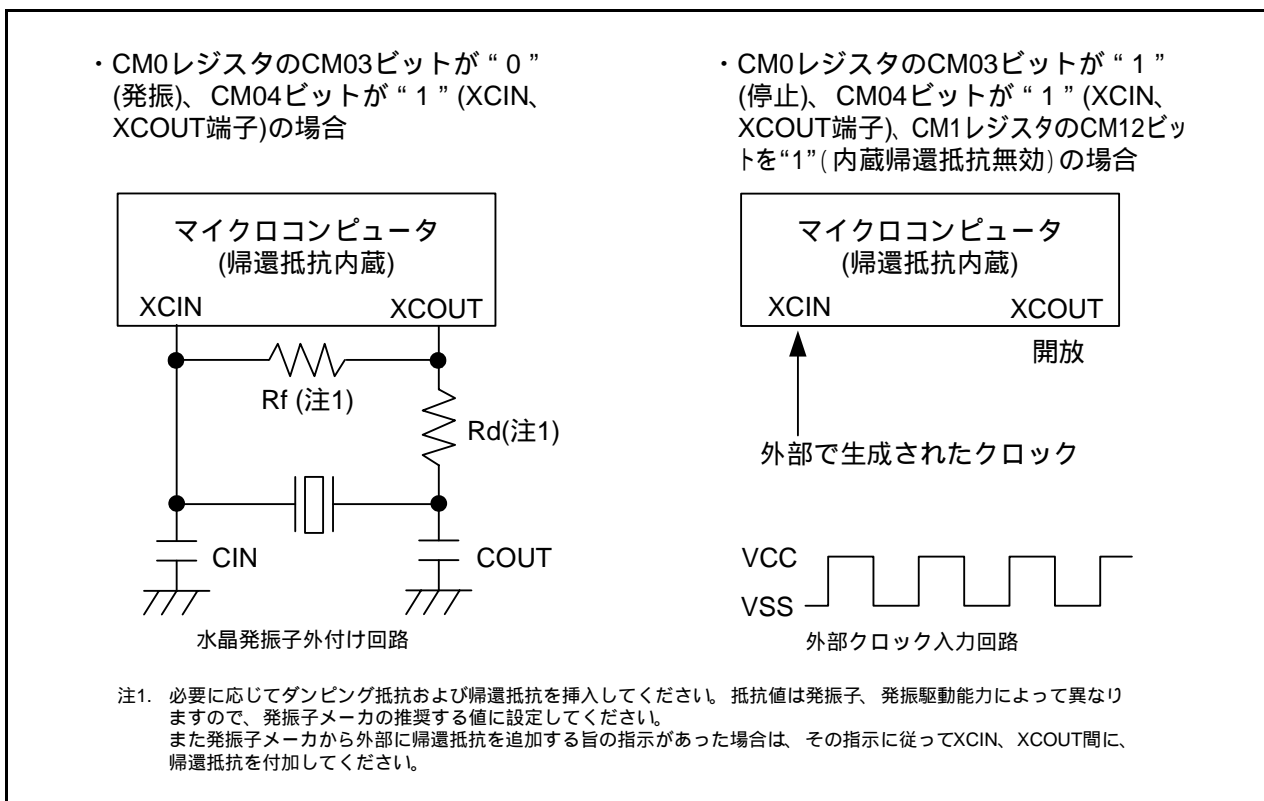 ・CM0レジスタのCM03ビットが“0”
(発振)、CM04ビットが“1”(XCIN、
XCOUT端子)の場合
マイクロコンピュータ
(帰還抵抗内蔵)
XCIN XCOUT
Rf (注1)
Rd(注1)
CIN COUT
水晶発振子外付け回路
・CM0レジスタのCM03ビットが“1”
(停止)、CM04ビットが“1”(XCIN、
XCOUT端子)、CM1レジスタのCM12ビッ
トを“1”(内蔵帰還抵抗無効)の場合
マイクロコンピュータ
(帰還抵抗内蔵)
XCIN XCOUT
開放
外部で生成されたクロック
VCC
VSS
外部クロック入力回路
注1. 必要に応じてダンピング抵抗および帰還抵抗を挿入してください。抵抗値は発振子、発振駆動能力によって異なり
ますので、発振子メーカの推奨する値に設定してください。
また発振子メーカから外部に帰還抵抗を追加する旨の指示があった場合は、その指示に従ってXCIN、XCOUT間に、
帰還抵抗を付加してください。